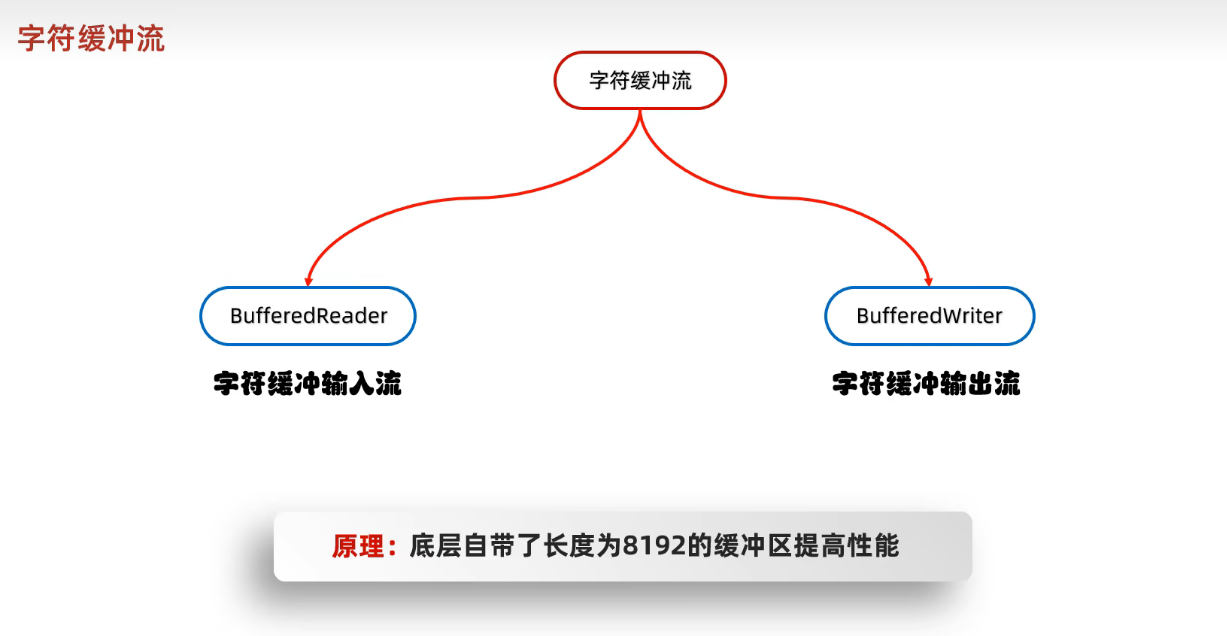 字符缓冲流
字符缓冲流
BufferedReader
BufferedWriter
字符缓冲输入流
字符缓冲输出流
原理：底层自带了长度为8192的缓冲区提高性能